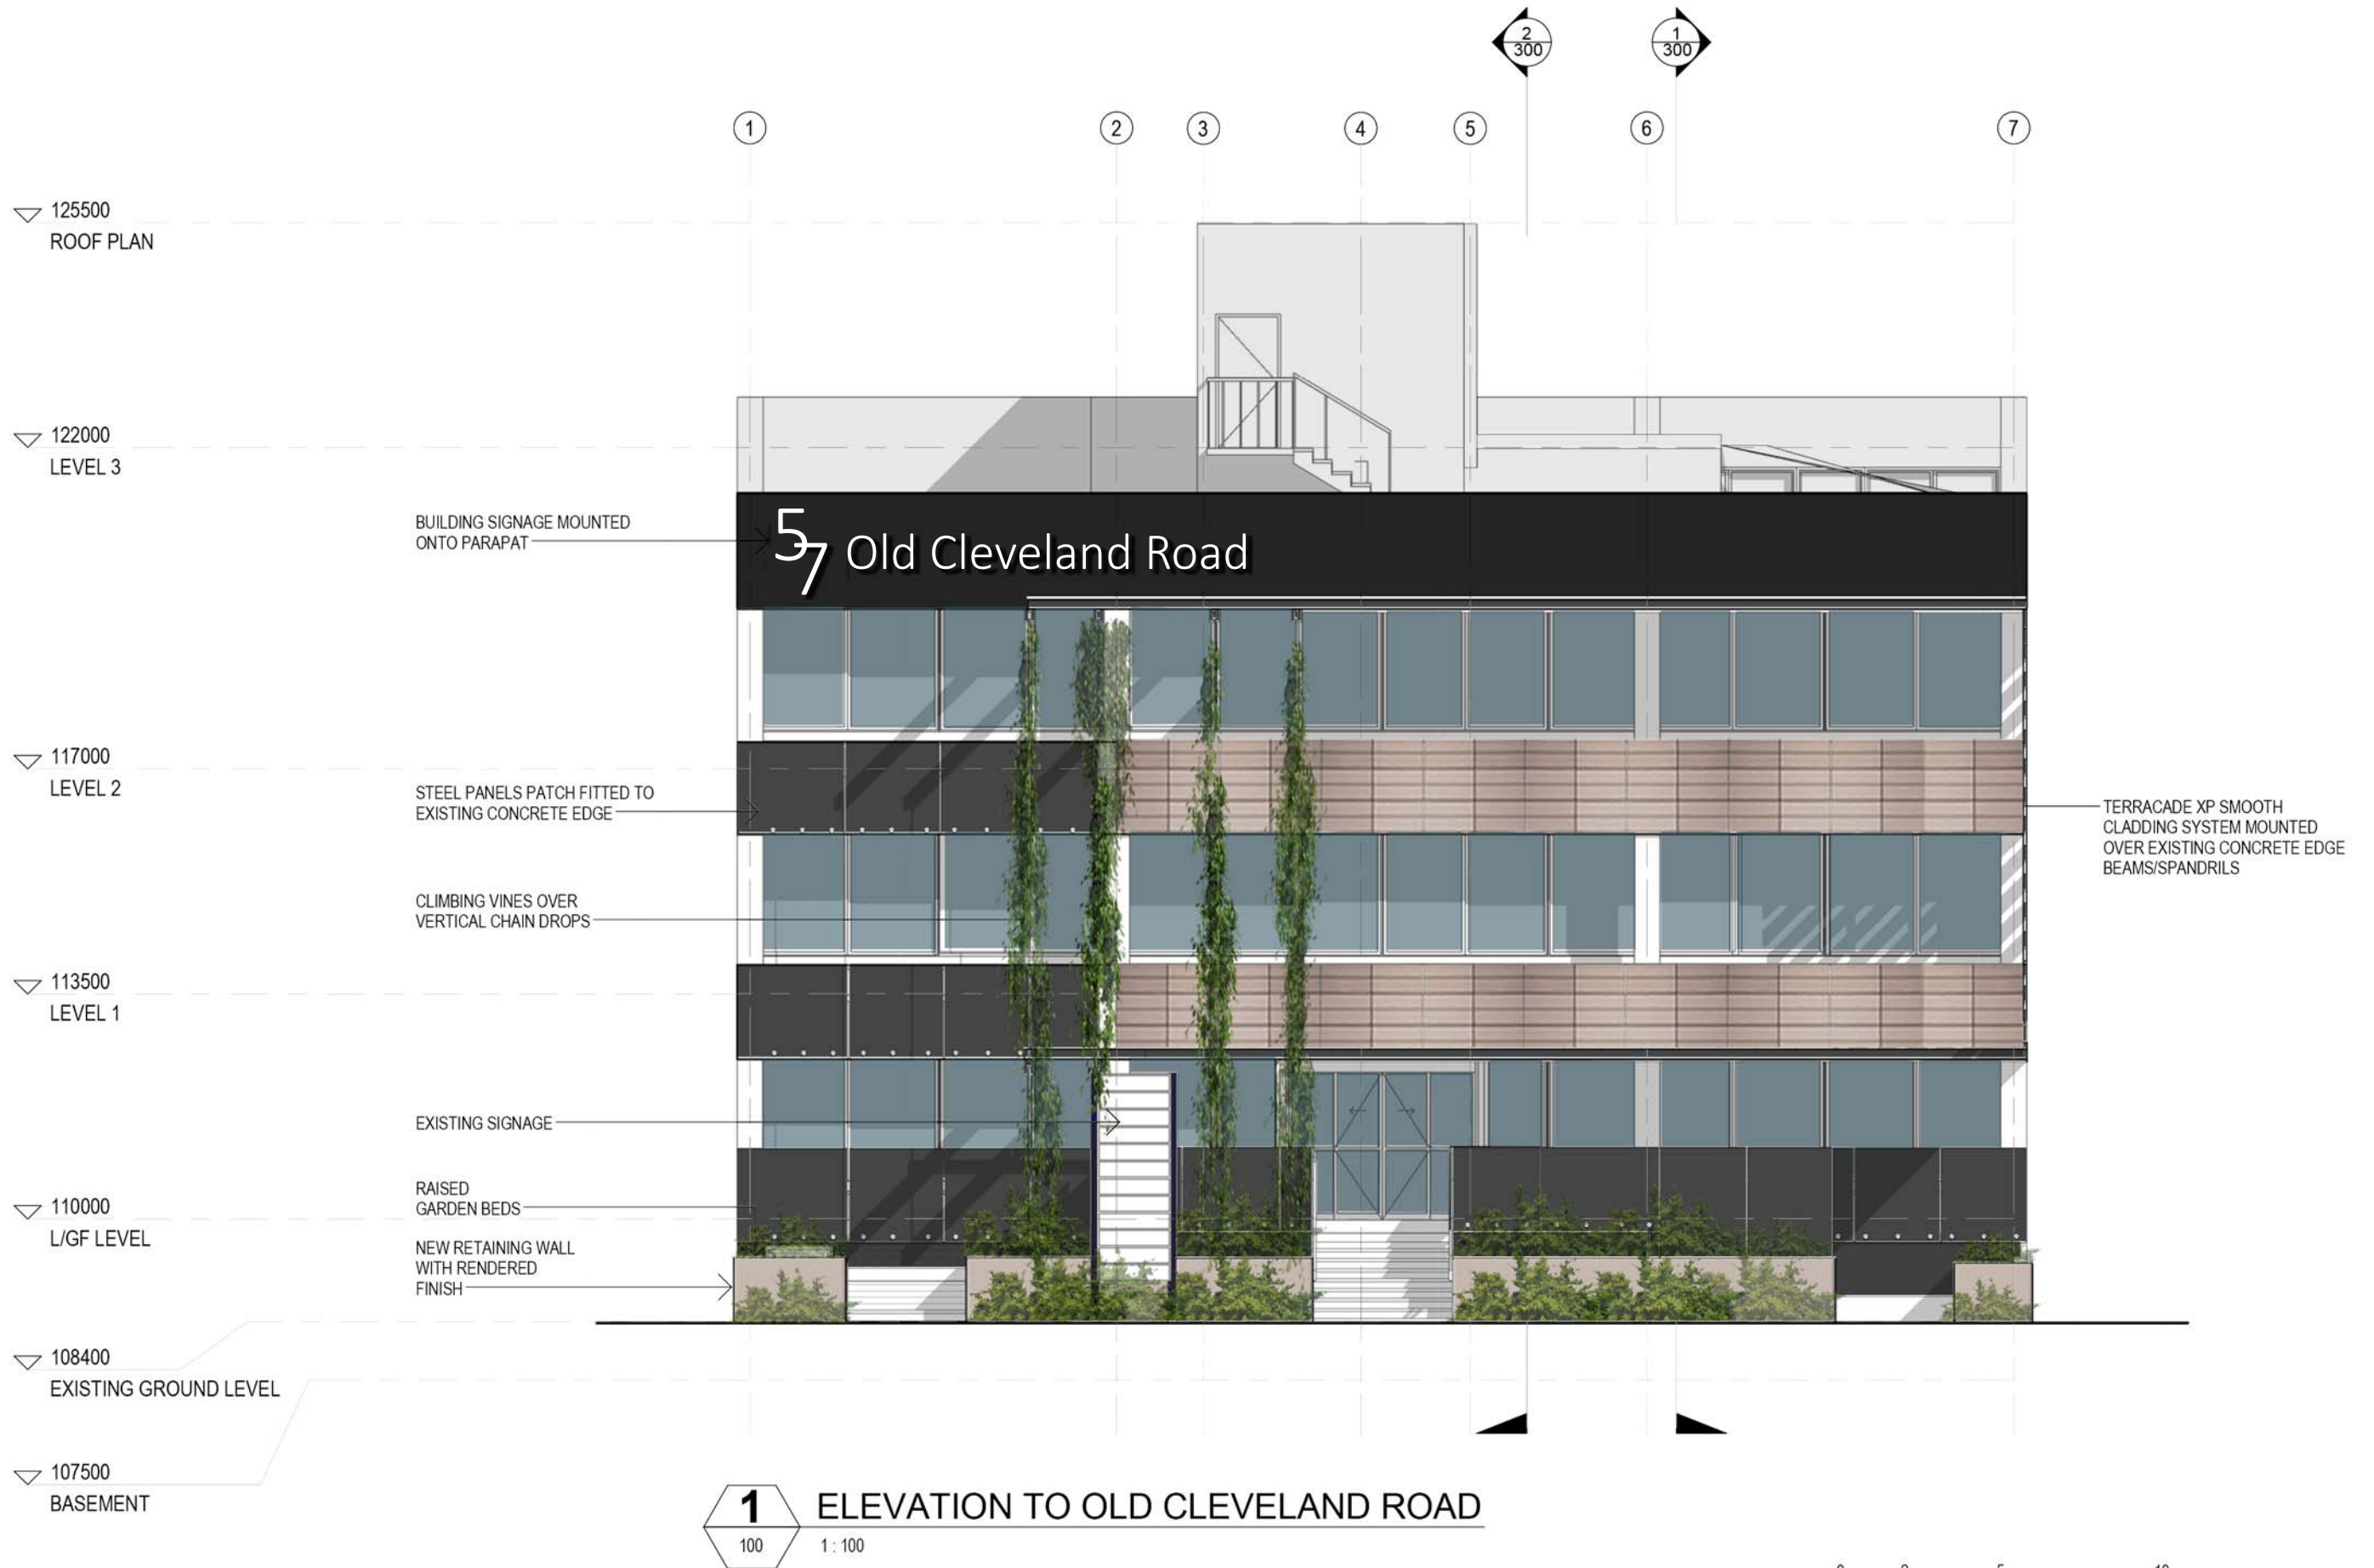 2
300
1
300
1
2
3
4
5
6
7
125500
ROOF PLAN
122000
LEVEL 3
BUILDING SIGNAGE MOUNTED
ONTO PARAPAT
57 Old Cleveland Road
117000
LEVEL 2
STEEL PANELS PATCH FITTED TO
EXISTING CONCRETE EDGE
TERRACADE XP SMOOTH
CLADDING SYSTEM MOUNTED
OVER EXISTING CONCRETE EDGE
BEAMS/SPANDRILS
CLIMBING VINES OVER
VERTICAL CHAIN DROPS
113500
LEVEL 1
EXISTING SIGNAGE
RAISED
GARDEN BEDS
110000
L/GF LEVEL
NEW RETAINING WALL
WITH RENDERED
FINISH
108400
EXISTING GROUND LEVEL
107500
BASEMENT
1
100
ELEVATION TO OLD CLEVELAND ROAD
1 : 100